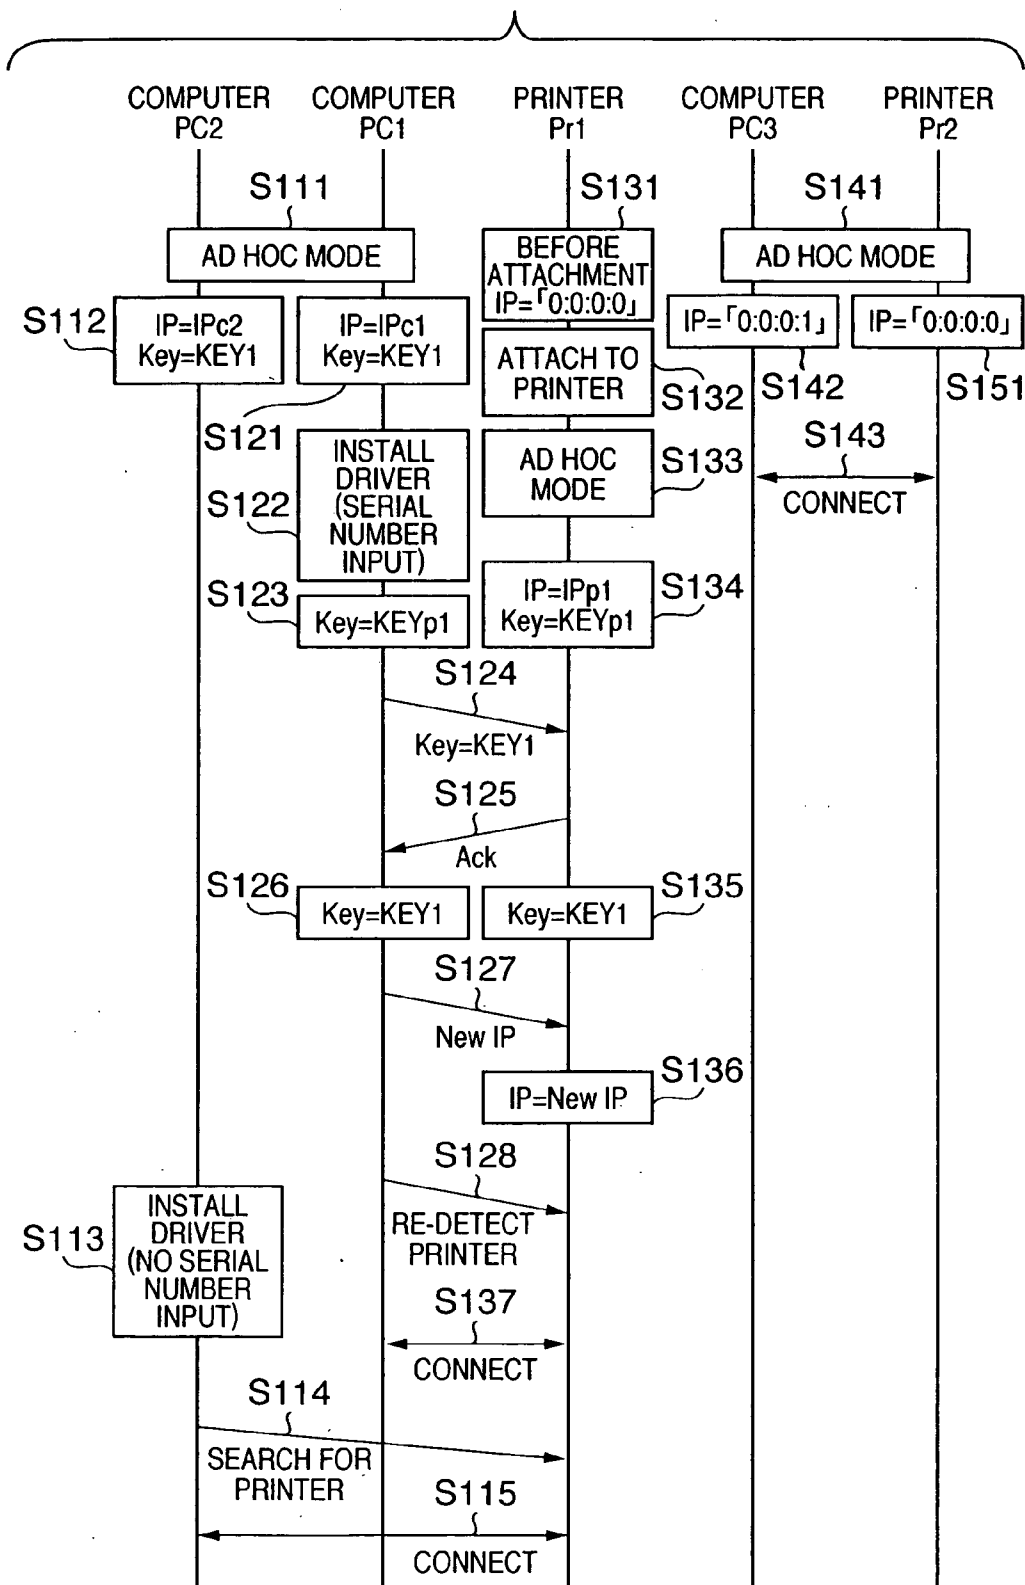 COMPUTER COMPUTER PRINTER COMPUTER PRINTER
PC2 PC1 Pr1 PC3 Pr2
S111 S131 S141
AD HOC MODE
BEFORE
ATTACHMENT
IP=「0:0:0:0」
AD HOC MODE
S112
IP=IPc2
Key=KEY1
IP=IPc1
Key=KEY1
S121
ATTACH TO
PRINTER
S132
IP=「0:0:0:1」
S142
IP=「0:0:0:0」
S151
S122
INSTALL
DRIVER
(SERIAL
NUMBER
INPUT)
AD HOC
MODE
S133
S143
CONNECT
S123
Key=KEYp1
IP=IPp1
Key=KEYp1
S134
S124
Key=KEY1
S125
Ack
S126
Key=KEY1
Key=KEY1
S135
S127
New IP
IP=New IP
S136
S128
RE-DETECT
PRINTER
S113
INSTALL
DRIVER
(NO SERIAL
NUMBER
INPUT)
S137
CONNECT
S114
SEARCH FOR
PRINTER
S115
CONNECT